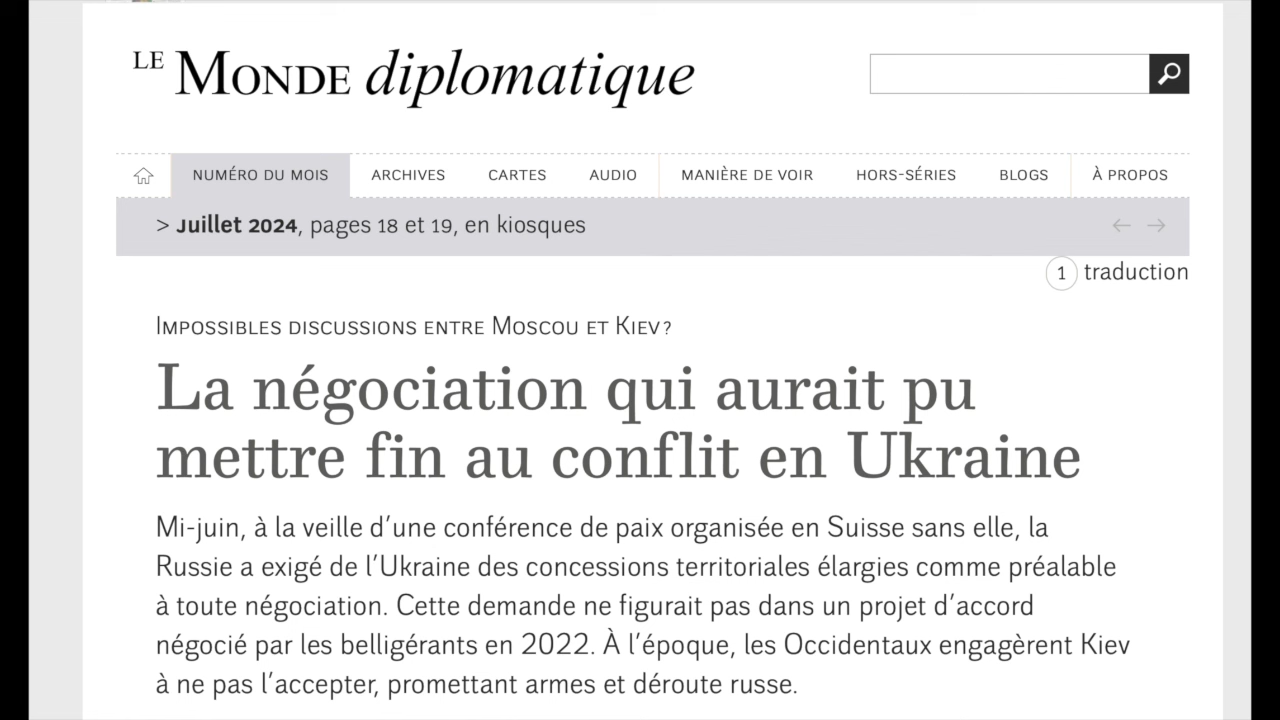 LE MONDE diplomatique
NUMÉRO DU MOIS ARCHIVES CARTES AUDIO MANIÈRE DE VOIR HORS-SÉRIES BLOGS À PROPOS
> Juillet 2024, pages 18 et 19, en kiosques ← →
1 traduction
Impossibles discussions entre Moscou et Kiev ?
La négociation qui aurait pu
mettre fin au conflit en Ukraine
Mi-juin, à la veille d’une conférence de paix organisée en Suisse sans elle, la
Russie a exigé de l’Ukraine des concessions territoriales élargies comme préalable
à toute négociation. Cette demande ne figurait pas dans un projet d’accord
négocié par les belligérants en 2022. À l’époque, les Occidentaux engagèrent Kiev
à ne pas l’accepter, promettant armes et déroute russe.